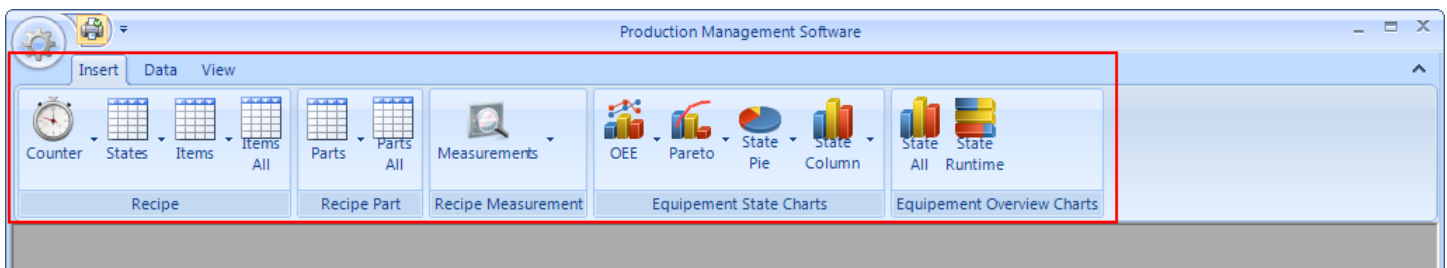 Production Management Software
Insert Data View
Counter States Items Items All Parts Parts All Measurements OEE Pareto State Pie State Column State All State Runtime
Recipe Recipe Part Recipe Measurement Equipement State Charts Equipement Overview Charts